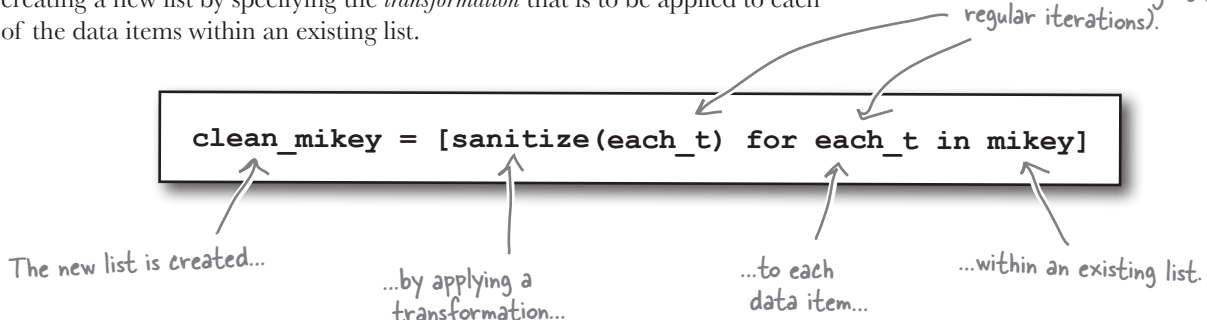 creating a new list by specifying the transformation that is to be applied to each
of the data items within an existing list.
regular iterations).
clean_mikey = [sanitize(each_t) for each_t in mikey]
The new list is created...
...by applying a
transformation...
...to each
data item...
...within an existing list.